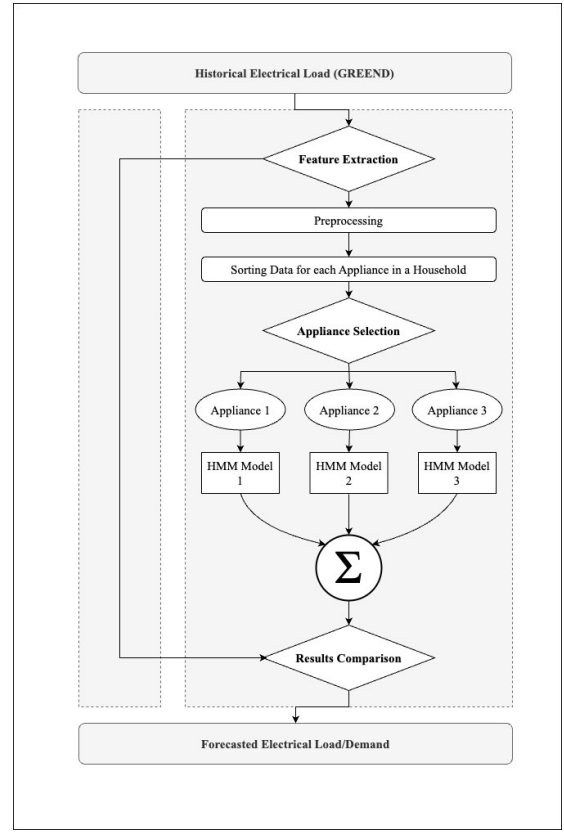 Historical Electrical Load (GREEND)
Feature Extraction
Preprocessing
Sorting Data for each Appliance in a Household
Appliance Selection
Appliance 1
Appliance 2
Appliance 3
HMM Model
1
HMM Model
2
HMM Model
3
Σ
Results Comparison
Forecasted Electrical Load/Demand